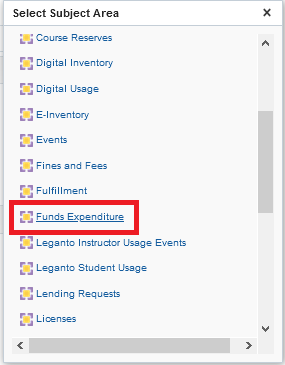 Select Subject Area
Course Reserves
Digital Inventory
Digital Usage
E-Inventory
Events
Fines and Fees
Fulfillment
Funds Expenditure
Leganto Instructor Usage Events
Leganto Student Usage
Lending Requests
Licenses